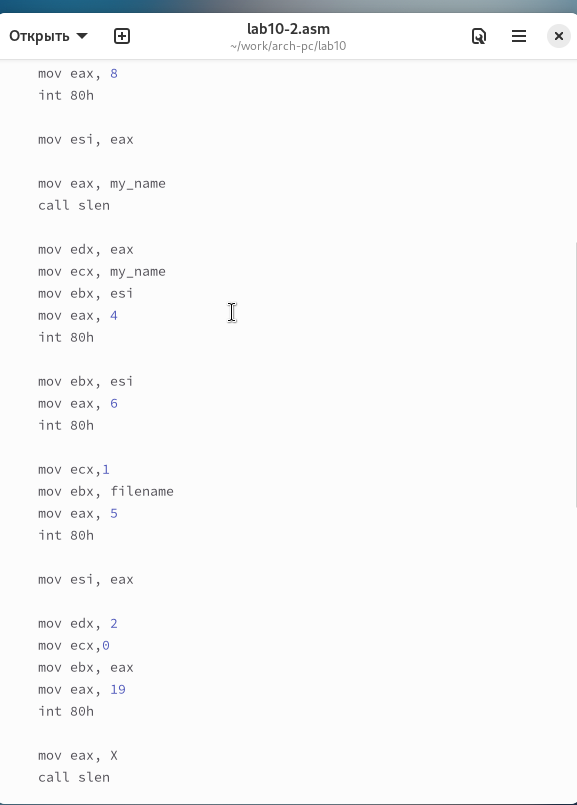 Открыть
lab10-2.asm
~/work/arch-pc/lab10
mov eax, 8
int 80h
mov esi, eax
mov eax, my_name
call slen
mov edx, eax
mov ecx, my_name
mov ebx, esi
mov eax, 4
int 80h
mov ebx, esi
mov eax, 6
int 80h
mov ecx,1
mov ebx, filename
mov eax, 5
int 80h
mov esi, eax
mov edx, 2
mov ecx,0
mov ebx, eax
mov eax, 19
int 80h
mov eax, X
call slen